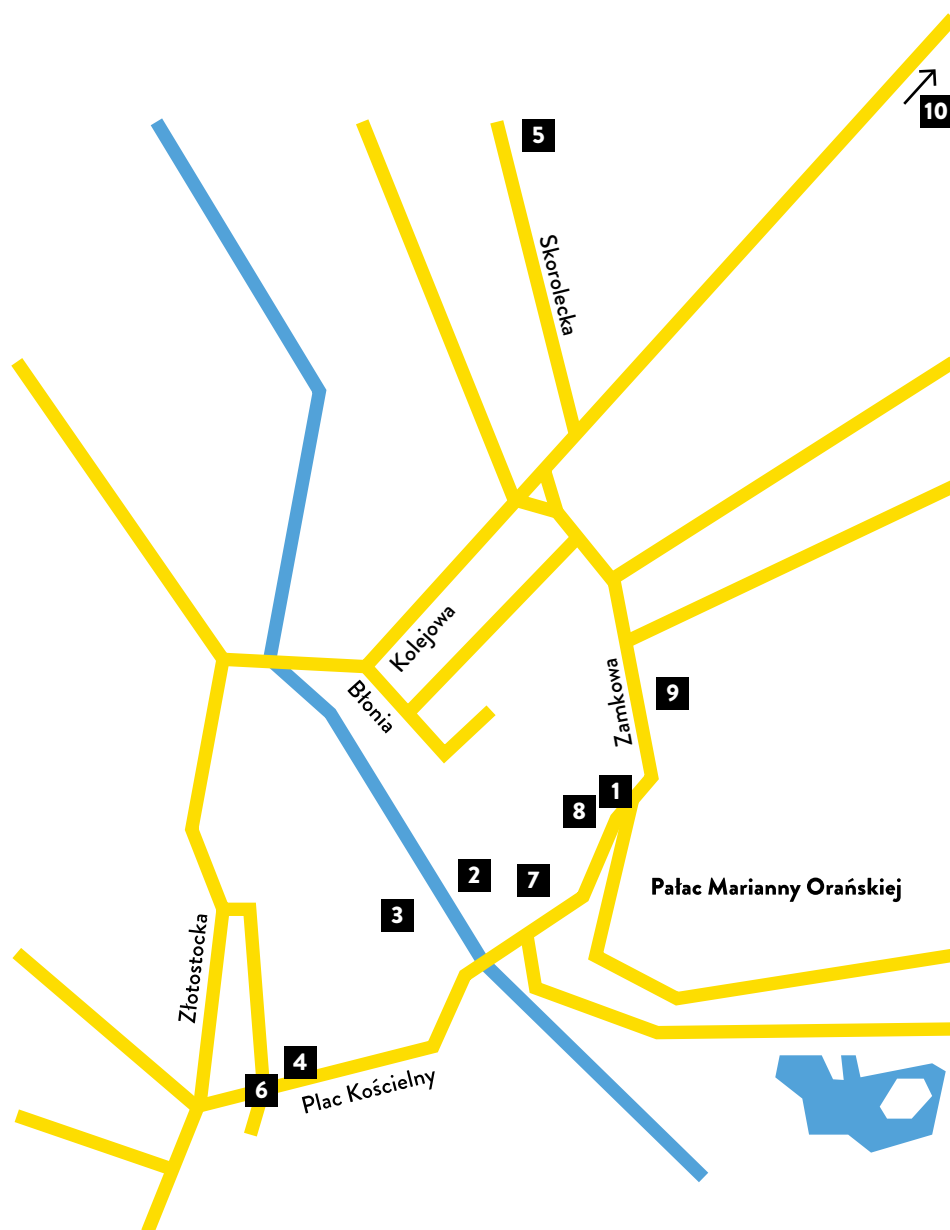 10
5
Skorolecka
Kolejowa
Błonia
Zamkowa
9
1
8
2
7
3
Pałac Marianny Orańskiej
Złotostocka
4
6
Plac Kościelny